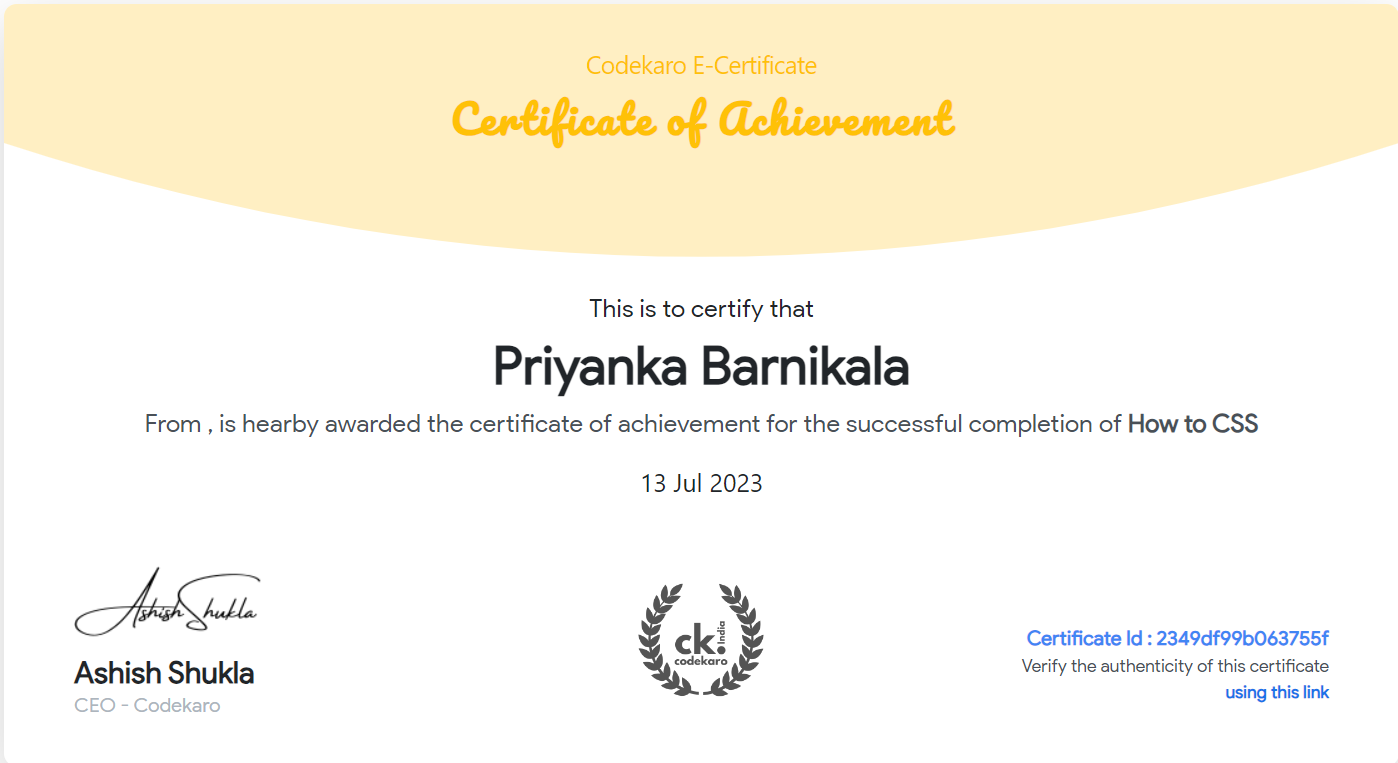 Codekaro E-Certificate
Certificate of Achievement
This is to certify that
Priyanka Barnikala
From , is hearby awarded the certificate of achievement for the successful completion of How to CSS
13 Jul 2023
Ashish Shukla
Ashish Shukla
CEO - Codekaro
ck. India
codekaro
Certificate Id : 2349df99b063755f
Verify the authenticity of this certificate
using this link